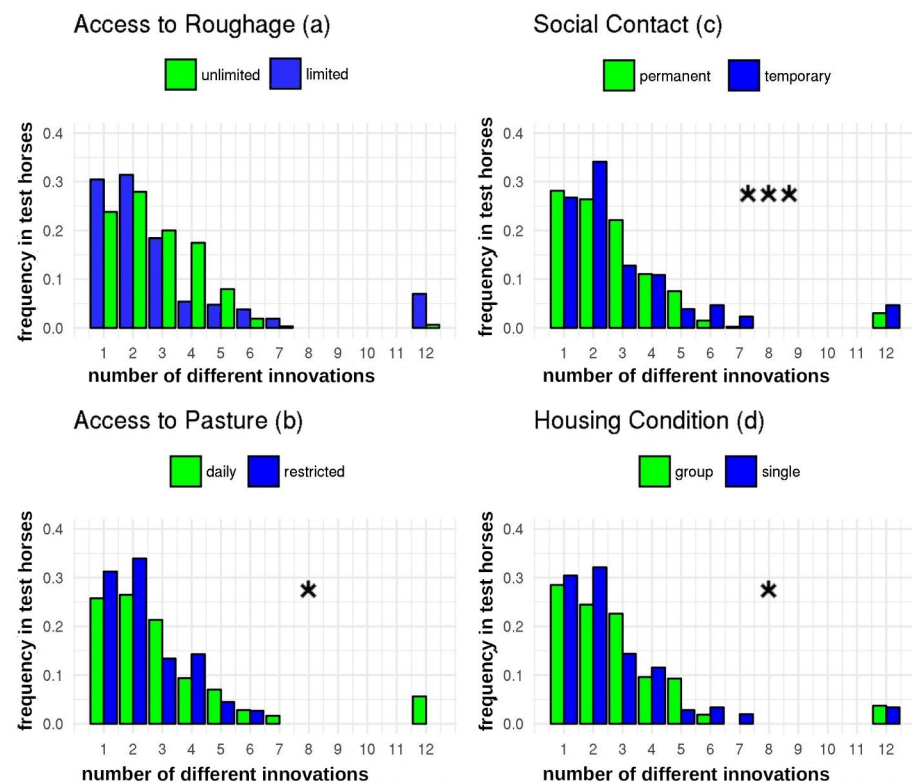 Access to Roughage (a)
unlimited limited
frequency in test horses
0.4
0.3
0.2
0.1
0.0
1 2 3 4 5 6 7 8 9 10 11 12
number of different innovations
Social Contact (c)
permanent temporary
frequency in test horses
0.4
0.3
0.2
0.1
0.0
***
1 2 3 4 5 6 7 8 9 10 11 12
number of different innovations
Access to Pasture (b)
daily restricted
frequency in test horses
0.4
0.3
0.2
0.1
0.0
*
1 2 3 4 5 6 7 8 9 10 11 12
number of different innovations
Housing Condition (d)
group single
frequency in test horses
0.4
0.3
0.2
0.1
0.0
*
1 2 3 4 5 6 7 8 9 10 11 12
number of different innovations